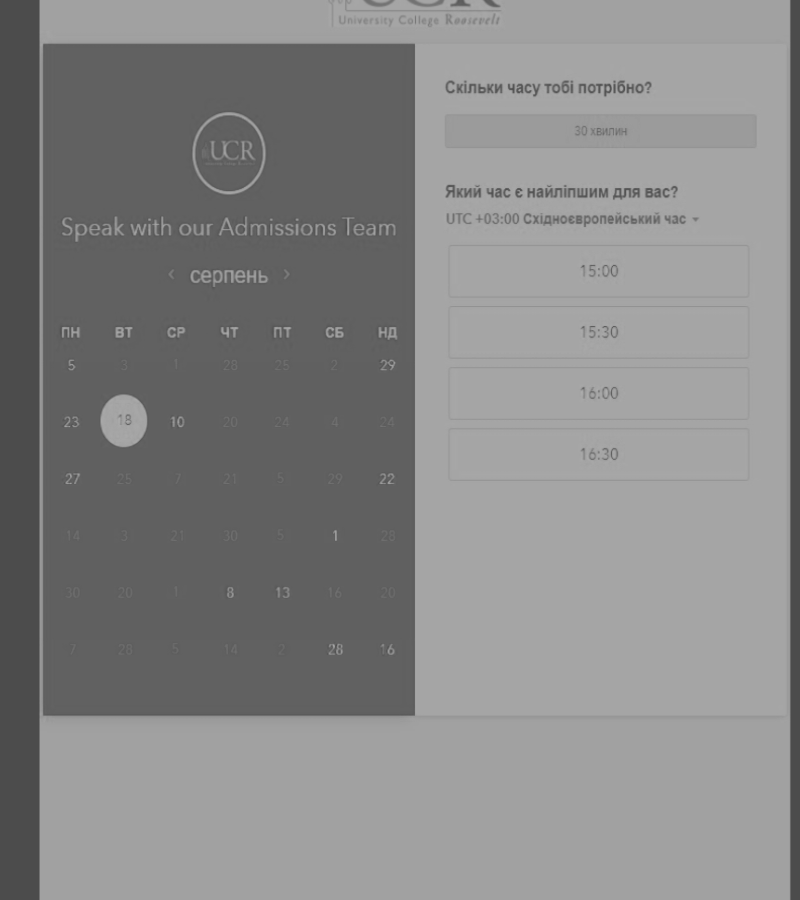 UCR
University College Roosevelt
UCR
Speak with our Admissions Team
‹ серпень ›
ПН ВТ СР ЧТ ПТ СБ НД
5 3 1 28 25 2 29
23 18 10 20 24 4 24
27 25 7 21 5 29 22
14 3 21 30 5 1 28
30 20 1 8 13 16 20
7 28 5 14 2 28 16
Скільки часу тобі потрібно?
30 хвилин
Який час є найліпшим для вас?
UTC +03:00 Східноєвропейський час
15:00
15:30
16:00
16:30